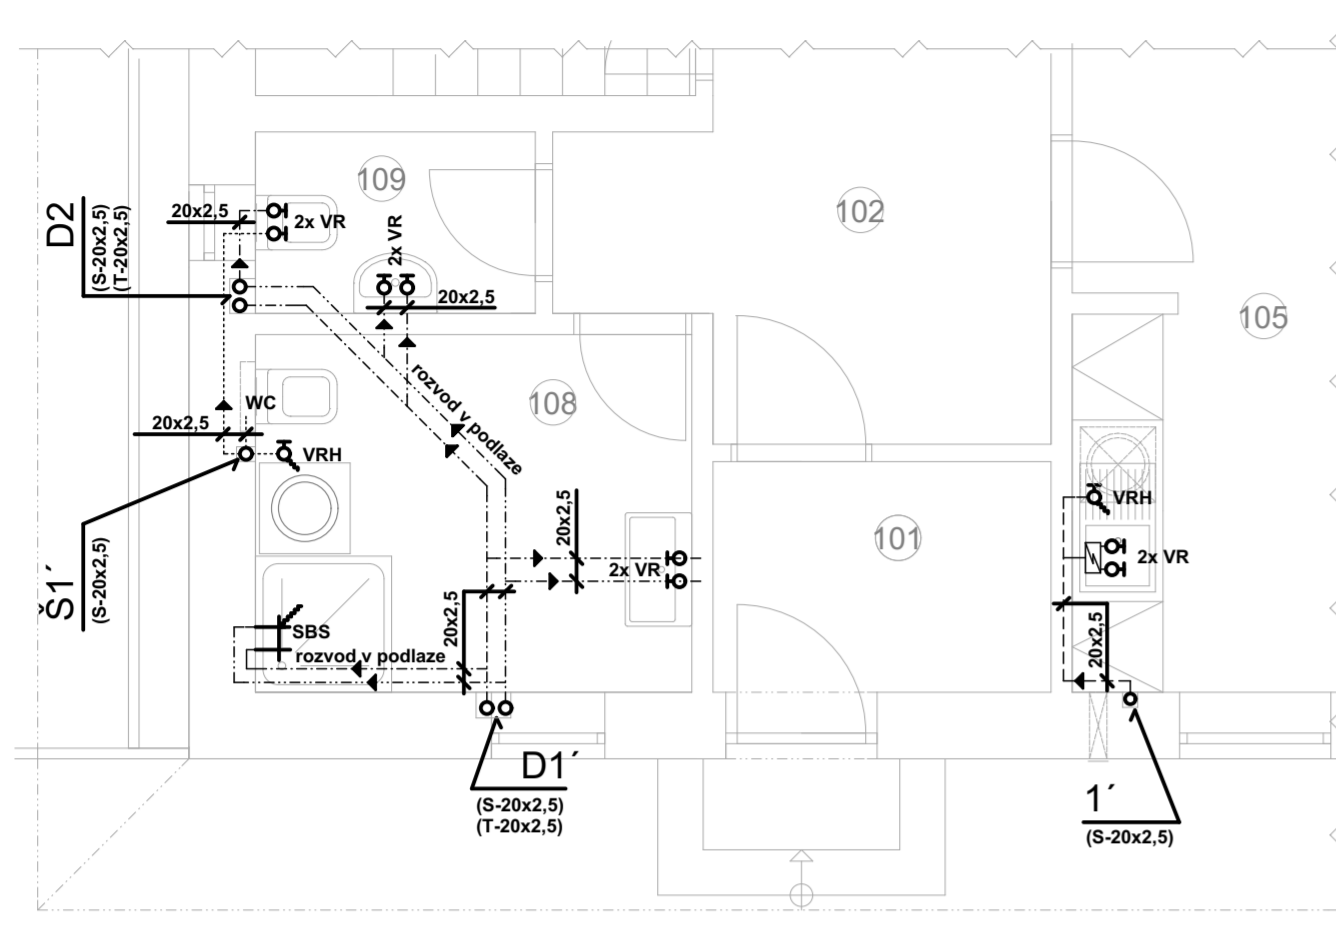 109
102
105
D2
(S-20x2,5)
(T-20x2,5)
20x2,5
2x VR
2x VR
20x2,5
rozvod v podlaze
108
WC
20x2,5
VRH
Š1´
(S-20x2,5)
20x2,5
2x VR
101
VRH
2x VR
20x2,5
SBS
rozvod v podlaze
20x2,5
D1´
(S-20x2,5)
(T-20x2,5)
1´
(S-20x2,5)